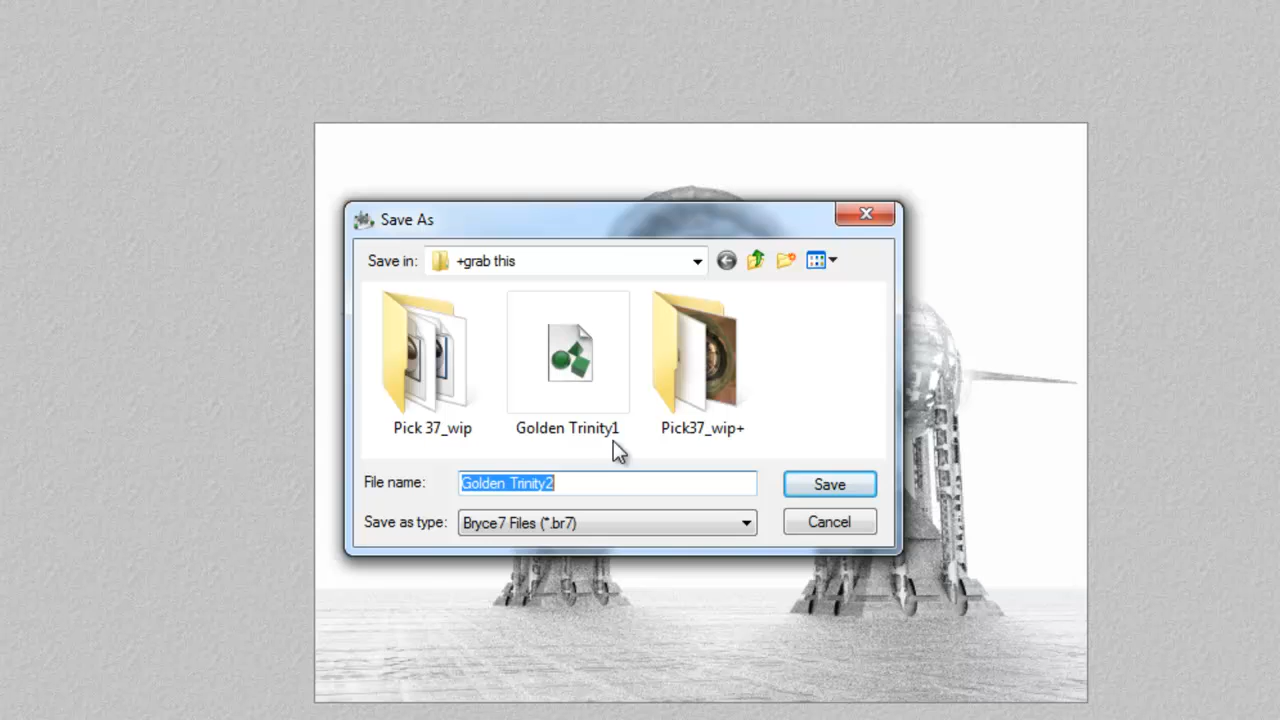 Save As
Save in: +grab this
Pick 37_wip
Golden Trinity1
Pick37_wip+
File name: Golden Trinity2 Save
Save as type: Bryce7 Files (*.br7) Cancel